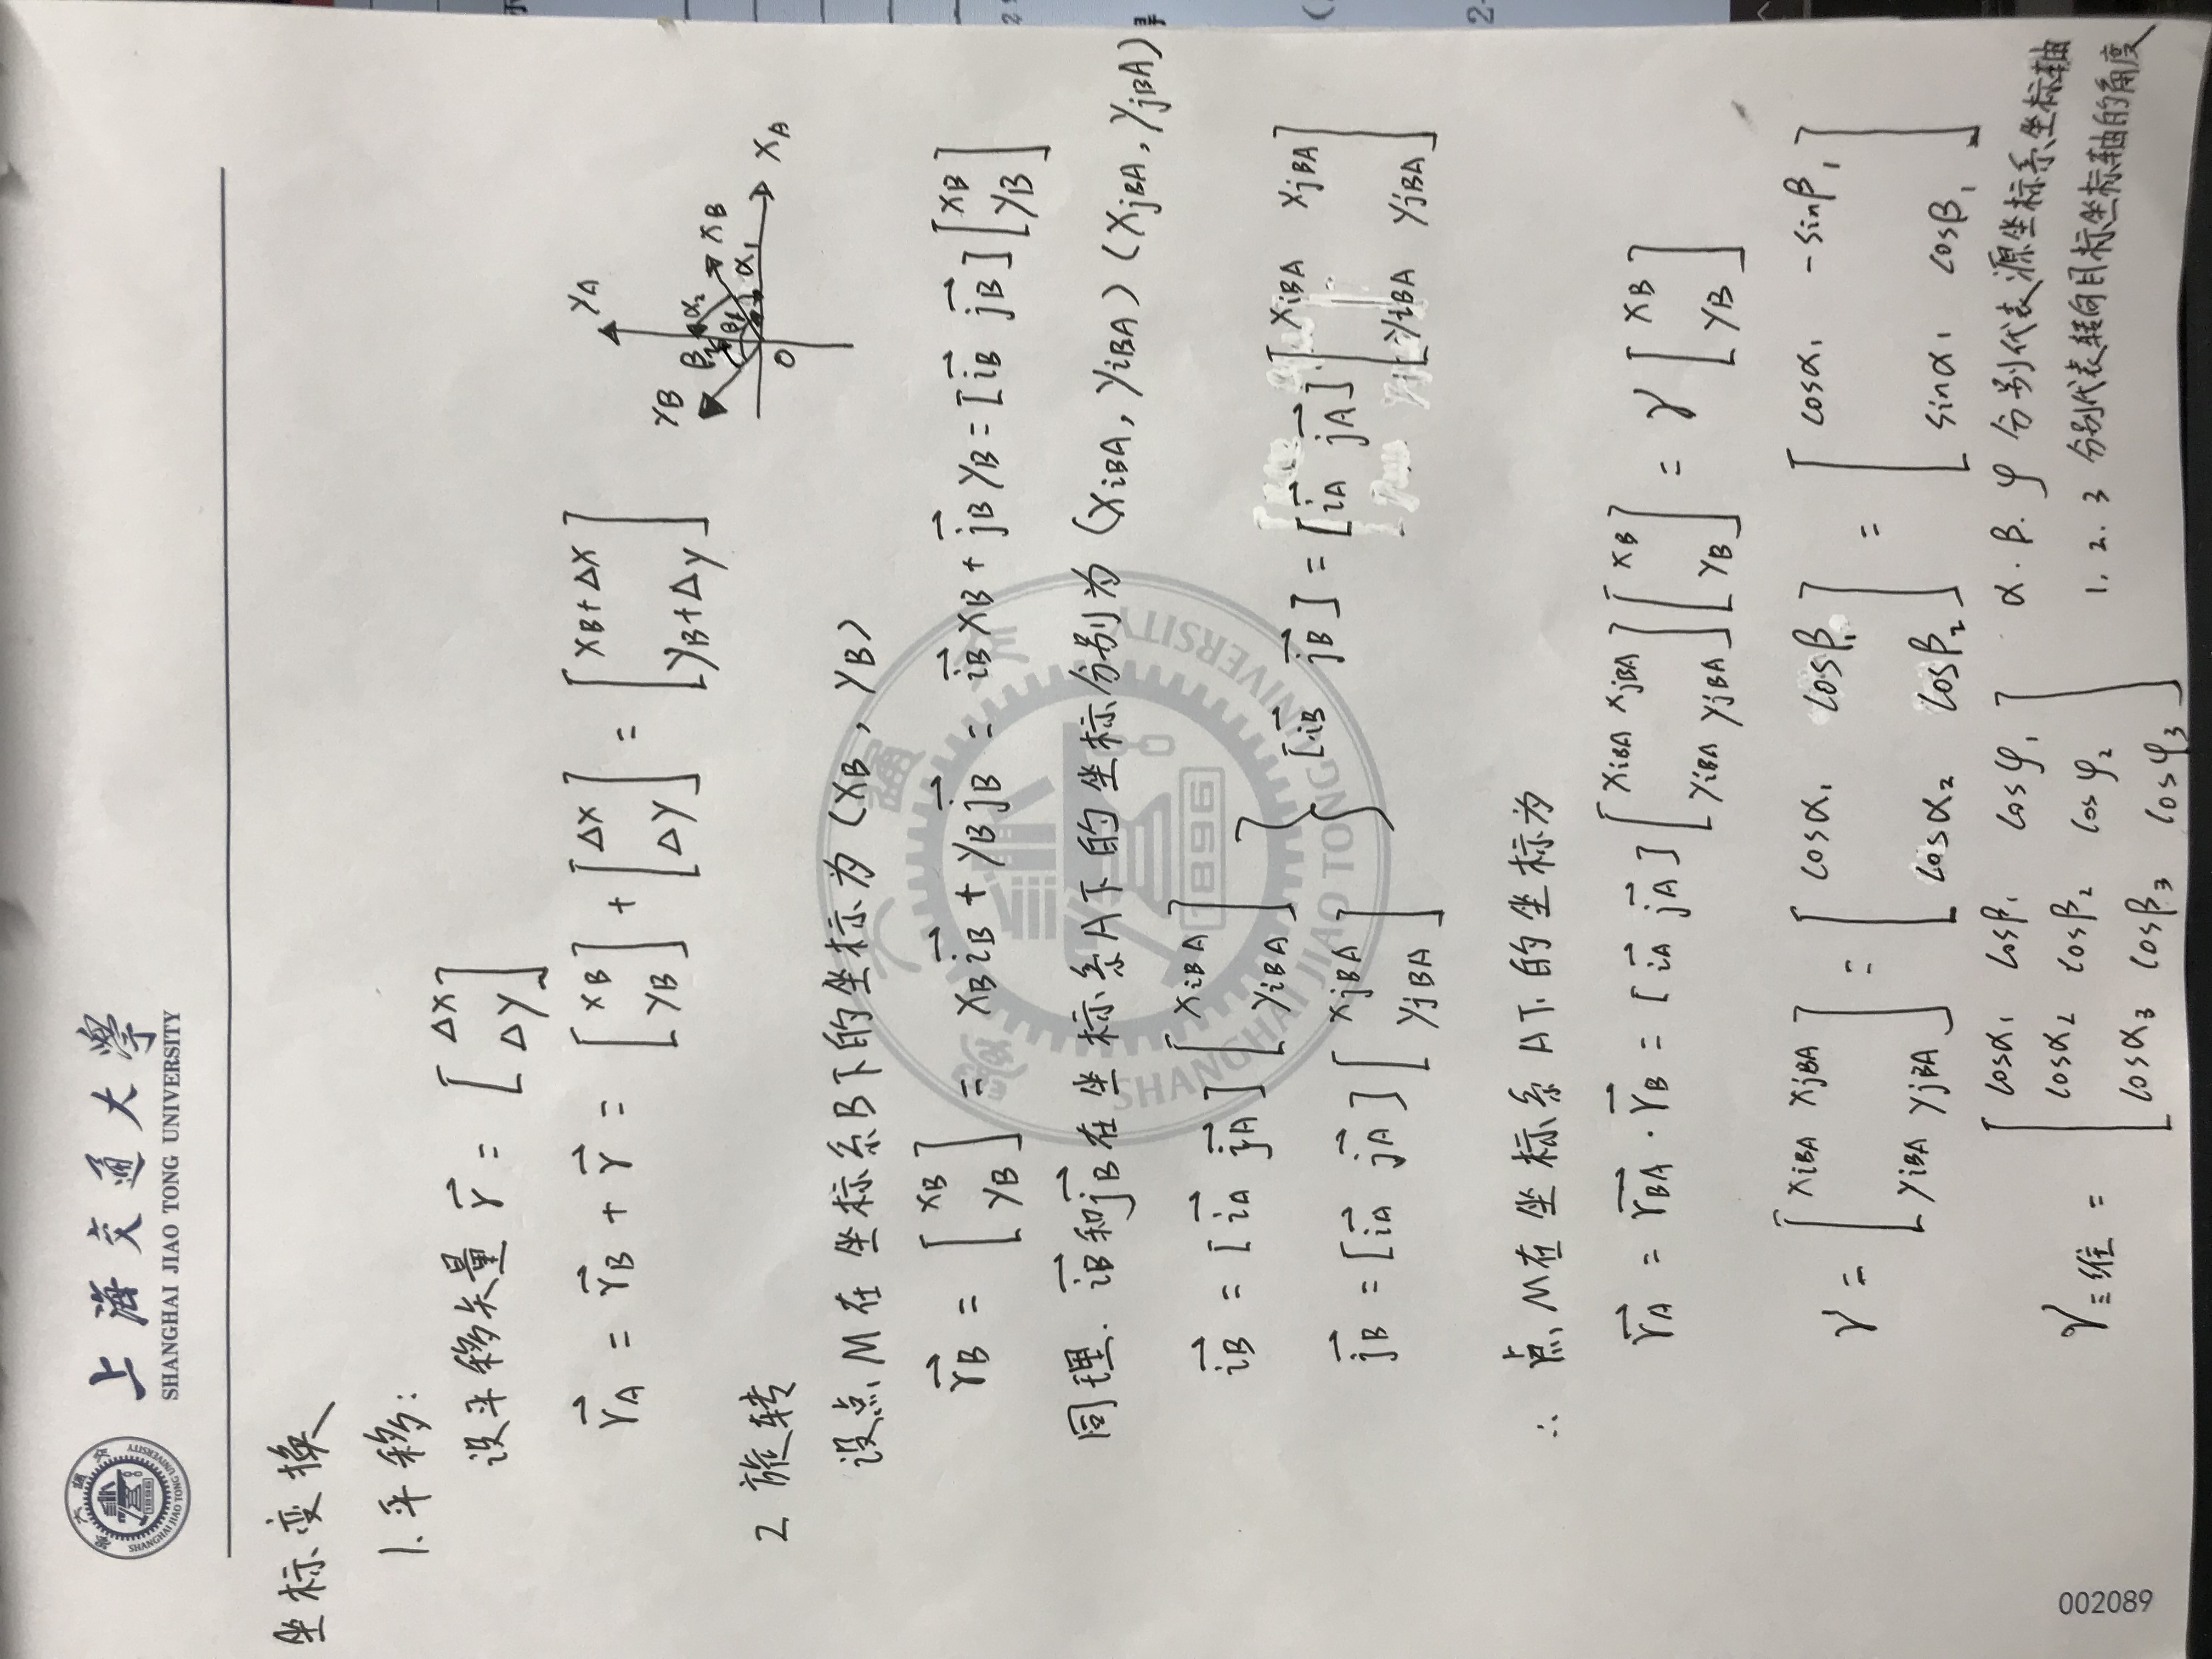 上海交通大學
SHANGHAI JIAO TONG UNIVERSITY
坐标变换
1. 平移:
设平移矢量 $\vec{r} = \begin{bmatrix} \Delta x \\ \Delta y \end{bmatrix}$
$\vec{r_A} = \vec{r_B} + \vec{r} = \begin{bmatrix} x_B \\ y_B \end{bmatrix} + \begin{bmatrix} \Delta x \\ \Delta y \end{bmatrix} = \begin{bmatrix} x_B + \Delta x \\ y_B + \Delta y \end{bmatrix}$
y_A
y_B β_2 α_2 x_B
β_1 α_1
O x_A
2 旋转
设点M在坐标系B下的坐标为 (x_B, y_B)
$\vec{r_B} = \begin{bmatrix} x_B \\ y_B \end{bmatrix} = x_B \vec{i_B} + y_B \vec{j_B} = \vec{i_B} x_B + \vec{j_B} y_B = [\vec{i_B} \ \vec{j_B}] \begin{bmatrix} x_B \\ y_B \end{bmatrix}$
同理. $\vec{i_B}$和$\vec{j_B}$在坐标系A下的坐标分别为 (x_{iBA}, y_{iBA}) (x_{jBA}, y_{jBA})
$\vec{i_B} = [\vec{i_A} \ \vec{j_A}] \begin{bmatrix} x_{iBA} \\ y_{iBA} \end{bmatrix}$
$\vec{j_B} = [\vec{i_A} \ \vec{j_A}] \begin{bmatrix} x_{jBA} \\ y_{jBA} \end{bmatrix}$
$[\vec{i_B} \ \vec{j_B}] = [\vec{i_A} \ \vec{j_A}] \begin{bmatrix} x_{iBA} & x_{jBA} \\ y_{iBA} & y_{jBA} \end{bmatrix}$
∴ 点M在坐标系A下的坐标为
$\vec{r_A} = \vec{r_{BA}} \cdot \vec{r_B} = [\vec{i_A} \ \vec{j_A}] \begin{bmatrix} x_{iBA} & x_{jBA} \\ y_{iBA} & y_{jBA} \end{bmatrix} \begin{bmatrix} x_B \\ y_B \end{bmatrix} = \gamma \begin{bmatrix} x_B \\ y_B \end{bmatrix}$
$\gamma = \begin{bmatrix} x_{iBA} & x_{jBA} \\ y_{iBA} & y_{jBA} \end{bmatrix} = \begin{bmatrix} \cos\alpha_1 & \cos\beta_1 \\ \cos\alpha_2 & \cos\beta_2 \end{bmatrix} = \begin{bmatrix} \cos\alpha_1 & -\sin\beta_1 \\ \sin\alpha_1 & \cos\beta_1 \end{bmatrix}$
$\gamma_{三维} = \begin{bmatrix} \cos\alpha_1 & \cos\beta_1 & \cos\varphi_1 \\ \cos\alpha_2 & \cos\beta_2 & \cos\varphi_2 \\ \cos\alpha_3 & \cos\beta_3 & \cos\varphi_3 \end{bmatrix}$
α. β. φ 分别代表源坐标系坐标轴
1. 2. 3 分别代表转向目标坐标轴的角度
1896
SHANGHAI JIAO TONG UNIVERSITY
002089